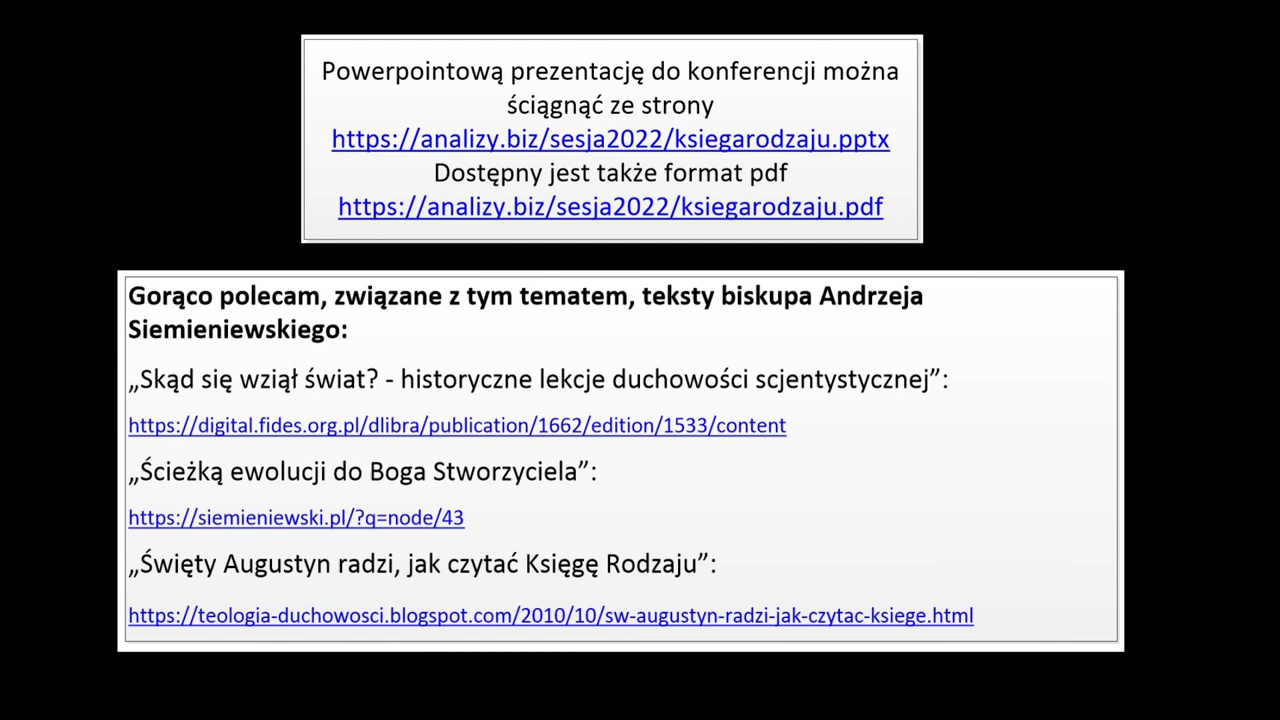 Powerpointową prezentację do konferencji można
ściągnąć ze strony
https://analizy.biz/sesja2022/ksiegarodzaju.pptx
Dostępny jest także format pdf
https://analizy.biz/sesja2022/ksiegarodzaju.pdf
Gorąco polecam, związane z tym tematem, teksty biskupa Andrzeja
Siemieniewskiego:
„Skąd się wziął świat? - historyczne lekcje duchowości scjentystycznej”:
https://digital.fides.org.pl/dlibra/publication/1662/edition/1533/content
„Ścieżką ewolucji do Boga Stworzyciela”:
https://siemieniewski.pl/?q=node/43
„Święty Augustyn radzi, jak czytać Księgę Rodzaju”:
https://teologia-duchowosci.blogspot.com/2010/10/sw-augustyn-radzi-jak-czytac-ksiege.html